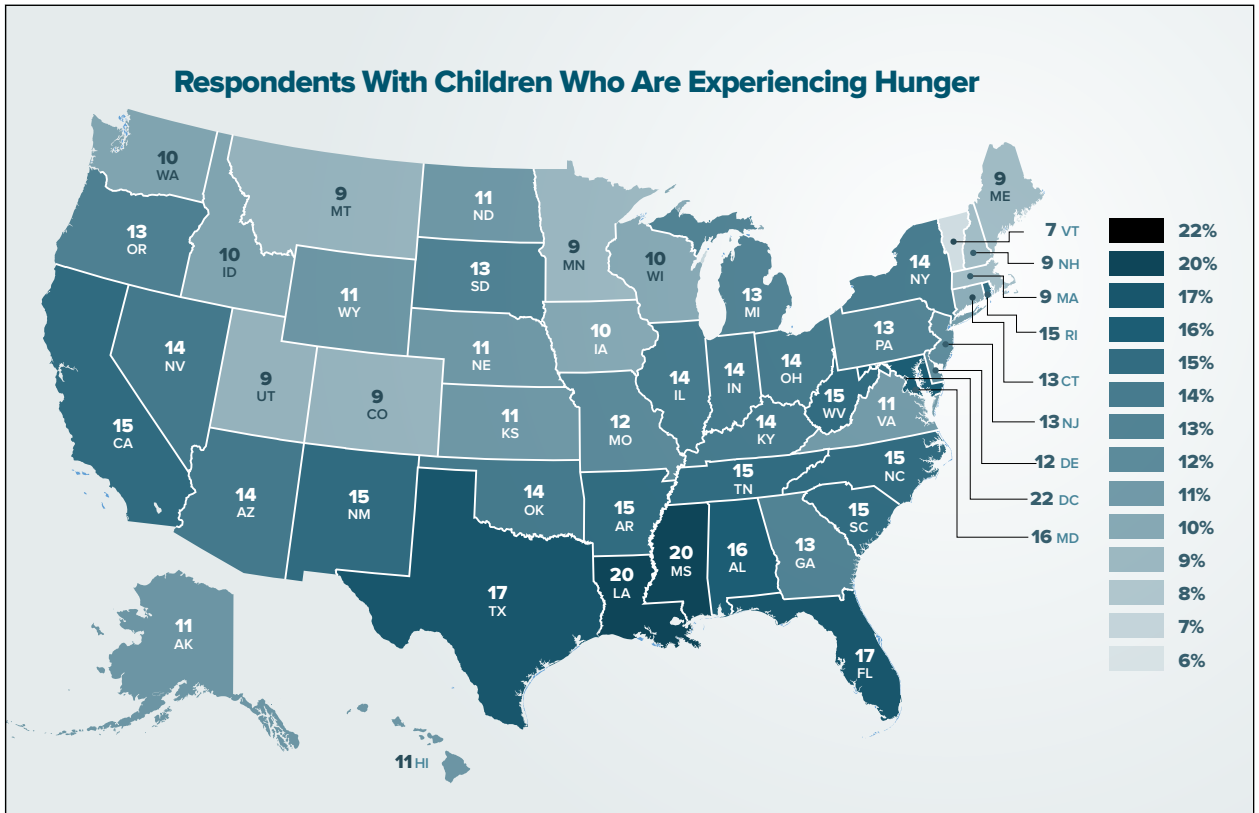 Respondents With Children Who Are Experiencing Hunger
10
WA
13
OR
15
CA
14
NV
10
ID
9
MT
11
WY
9
UT
9
CO
14
AZ
15
NM
11
ND
13
SD
11
NE
11
KS
14
OK
17
TX
9
MN
10
IA
12
MO
15
AR
20
LA
10
WI
14
IL
13
MI
14
IN
14
OH
14
KY
15
TN
20
MS
16
AL
13
GA
17
FL
15
SC
15
NC
11
VA
15
WV
13
PA
14
NY
9
ME
7 VT
9 NH
9 MA
15 RI
13 CT
13 NJ
12 DE
22 DC
16 MD
11
AK
11 HI
22%
20%
17%
16%
15%
14%
13%
12%
11%
10%
9%
8%
7%
6%